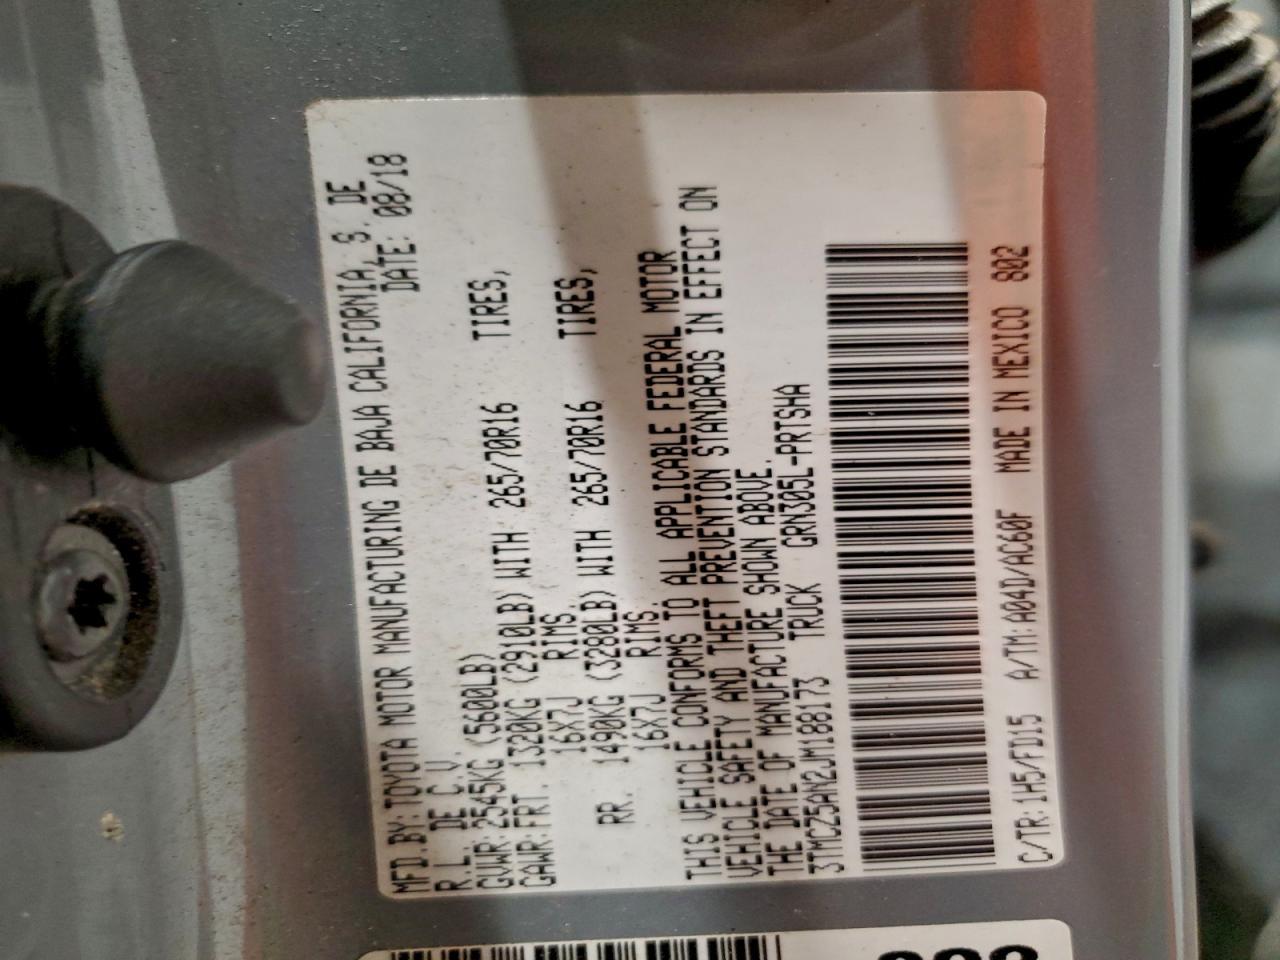 MFD.BY:TOYOTA MOTOR MANUFACTURING DE BAJA CALIFORNIA, S. DE
R.L. DE C.V. DATE: 08/18
GVWR:2545KG (5600LB)
GAWR:FRT. 1320KG (2910LB) WITH 265/70R16 TIRES,
16X7J RIMS.
RR. 1490KG (3280LB) WITH 265/70R16 TIRES,
16X7J RIMS.
THIS VEHICLE CONFORMS TO ALL APPLICABLE FEDERAL MOTOR
VEHICLE SAFETY AND THEFT PREVENTION STANDARDS IN EFFECT ON
THE DATE OF MANUFACTURE SHOWN ABOVE.
3TMCZ5AN2JM188173 TRUCK GRN305L-PRTSHA
C/TR:1H5/FD15 A/TM:A04D/AC60F MADE IN MEXICO 802